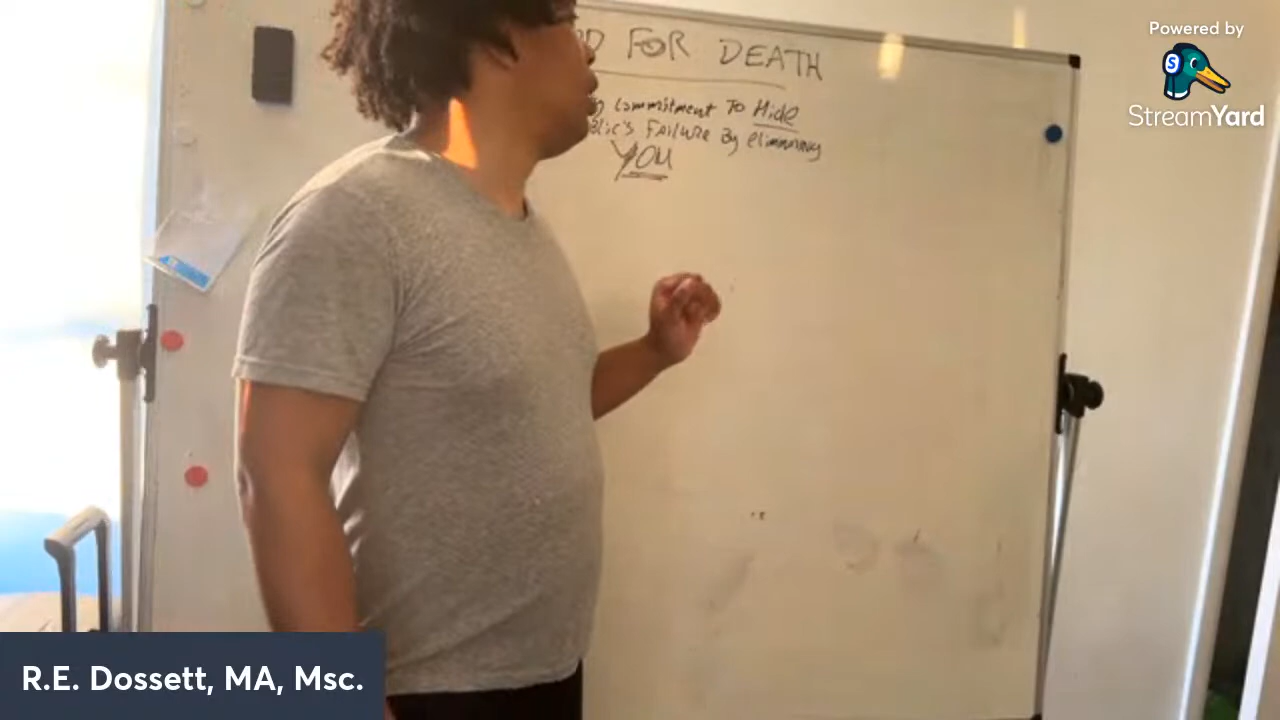 Powered by
StreamYard
FOR DEATH
commitment To Hide
Failure By eliminating
YOU
R.E. Dossett, MA, Msc.